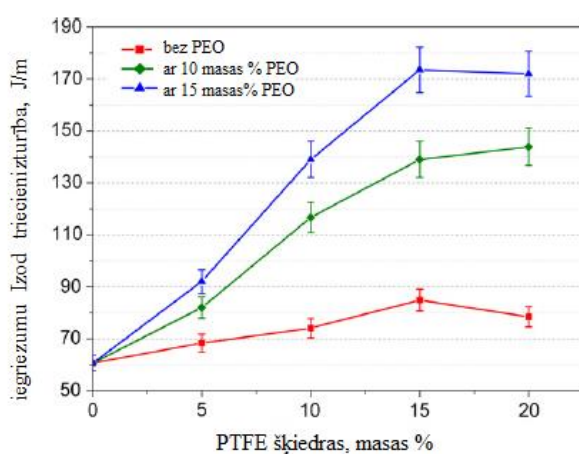 iegriezumu Izod triecienizturība, J/m
190
170
150
130
110
90
70
50
bez PEO
ar 10 masas % PEO
ar 15 masas% PEO
0
5
10
15
20
PTFE šķiedras, masas %